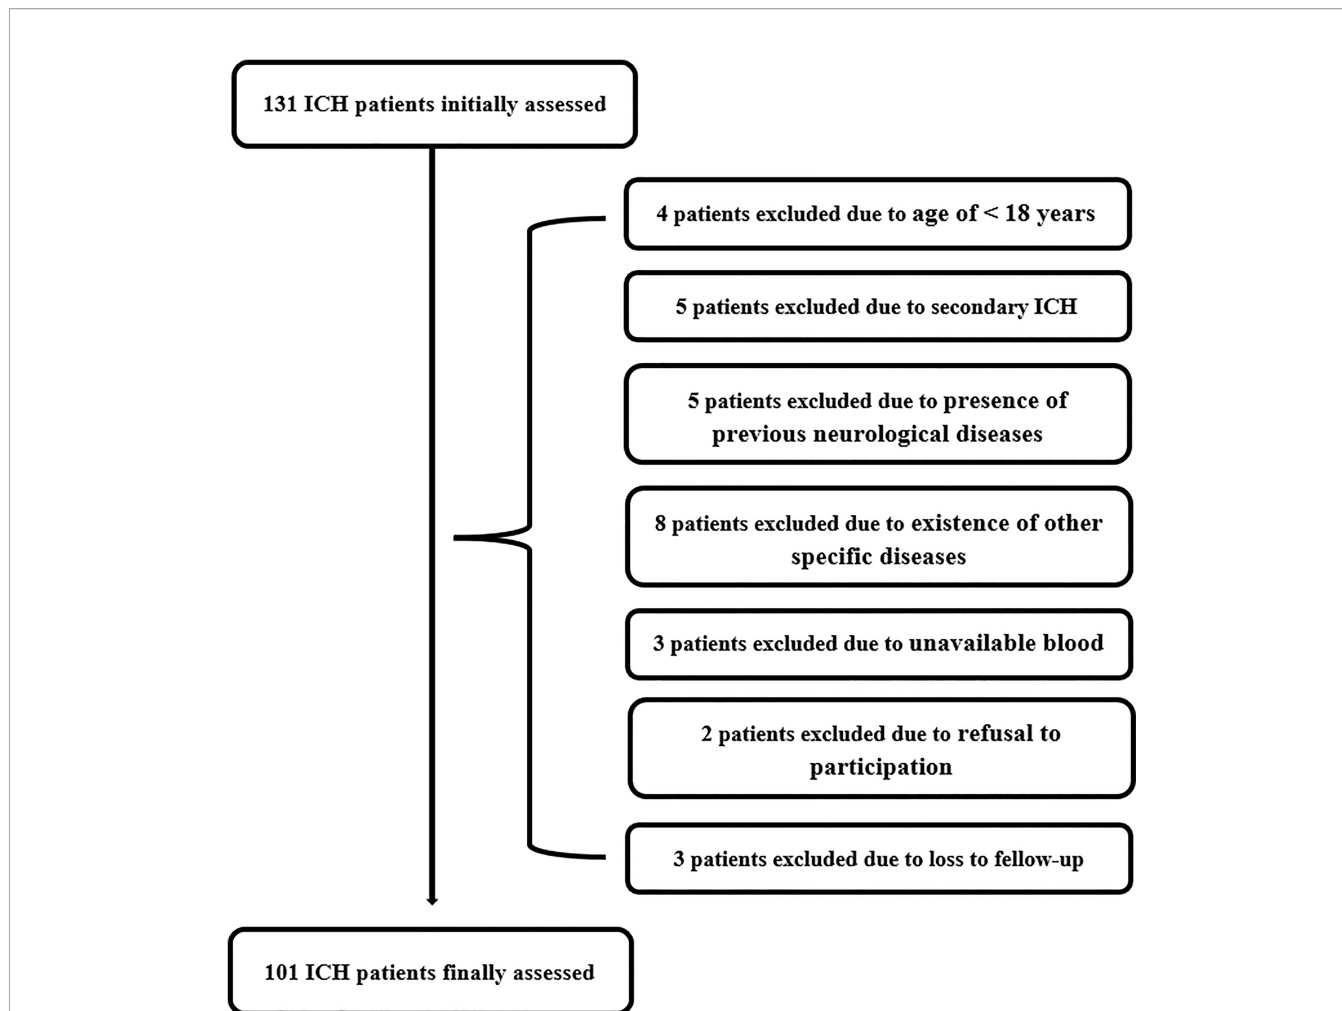 131 ICH patients initially assessed
4 patients excluded due to age of < 18 years
5 patients excluded due to secondary ICH
5 patients excluded due to presence of
previous neurological diseases
8 patients excluded due to existence of other
specific diseases
3 patients excluded due to unavailable blood
2 patients excluded due to refusal to
participation
3 patients excluded due to loss to fellow-up
101 ICH patients finally assessed